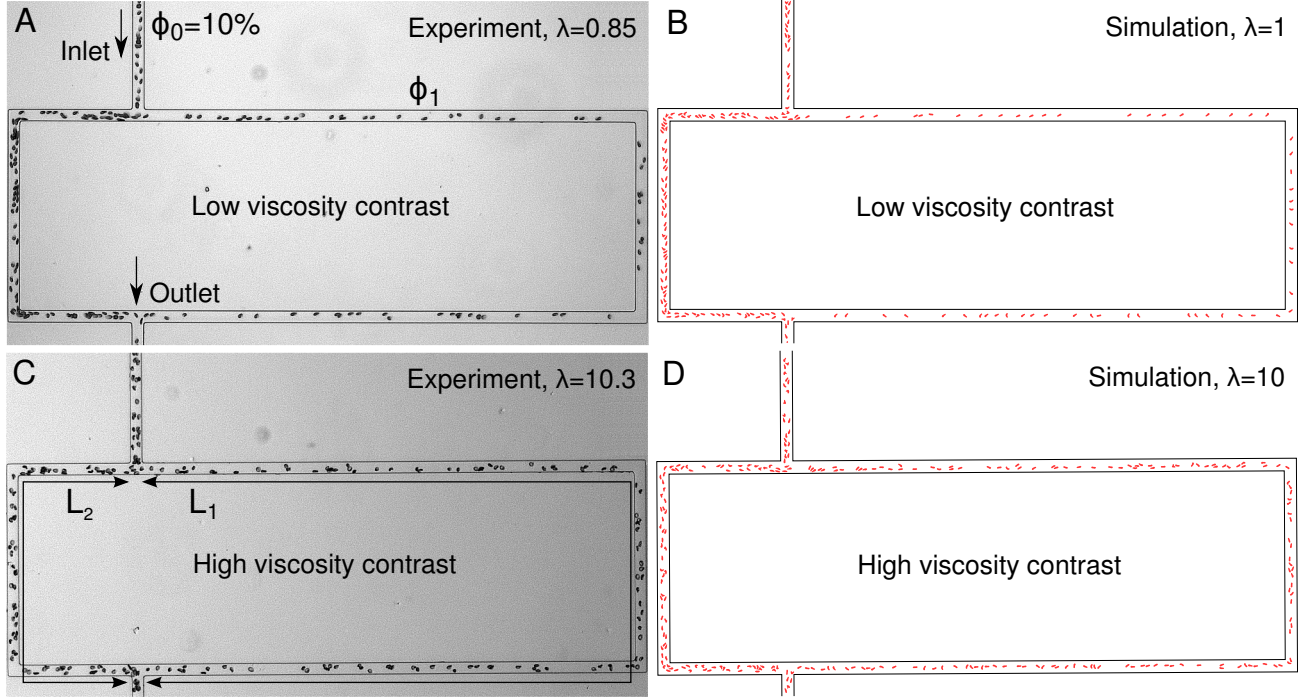 A
ϕ₀=10%
Experiment, λ=0.85
Inlet
ϕ₁
Low viscosity contrast
Outlet
B
Simulation, λ=1
Low viscosity contrast
C
Experiment, λ=10.3
L₂
L₁
High viscosity contrast
D
Simulation, λ=10
High viscosity contrast